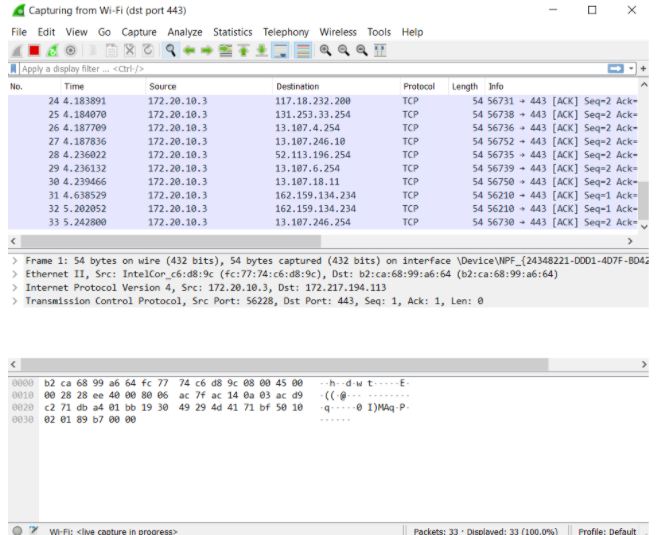 Capturing from Wi-Fi (dst port 443)
File Edit View Go Capture Analyze Statistics Telephony Wireless Tools Help
Apply a display filter ... <Ctrl-/>
No. Time Source Destination Protocol Length Info
24 4.183891 172.20.10.3 117.18.232.200 TCP 54 56731 → 443 [ACK] Seq=2 Ack=
25 4.184070 172.20.10.3 131.253.33.254 TCP 54 56738 → 443 [ACK] Seq=2 Ack=
26 4.187709 172.20.10.3 13.107.4.254 TCP 54 56736 → 443 [ACK] Seq=2 Ack=
27 4.187836 172.20.10.3 13.107.246.10 TCP 54 56752 → 443 [ACK] Seq=2 Ack=
28 4.236022 172.20.10.3 52.113.196.254 TCP 54 56735 → 443 [ACK] Seq=2 Ack=
29 4.236132 172.20.10.3 13.107.6.254 TCP 54 56739 → 443 [ACK] Seq=2 Ack=
30 4.239466 172.20.10.3 13.107.18.11 TCP 54 56750 → 443 [ACK] Seq=2 Ack=
31 4.638529 172.20.10.3 162.159.134.234 TCP 54 56210 → 443 [ACK] Seq=1 Ack=
32 5.202052 172.20.10.3 162.159.134.234 TCP 54 56210 → 443 [ACK] Seq=1 Ack=
33 5.242800 172.20.10.3 13.107.246.254 TCP 54 56730 → 443 [ACK] Seq=2 Ack=
> Frame 1: 54 bytes on wire (432 bits), 54 bytes captured (432 bits) on interface \Device\NPF_{24348221-DDD1-4D7F-BD42
> Ethernet II, Src: IntelCor_c6:d8:9c (fc:77:74:c6:d8:9c), Dst: b2:ca:68:99:a6:64 (b2:ca:68:99:a6:64)
> Internet Protocol Version 4, Src: 172.20.10.3, Dst: 172.217.194.113
> Transmission Control Protocol, Src Port: 56228, Dst Port: 443, Seq: 1, Ack: 1, Len: 0
0000 b2 ca 68 99 a6 64 fc 77 74 c6 d8 9c 08 00 45 00 ··h··d·w t·····E·
0010 00 28 28 ee 40 00 80 06 ac 7f ac 14 0a 03 ac d9 ·((·@··· ········
0020 c2 71 db a4 01 bb 19 30 49 29 4d 41 71 bf 50 10 ·q·····0 I)MAq·P·
0030 02 01 89 b7 00 00 ······
Wi-Fi: <live capture in progress> Packets: 33 · Displayed: 33 (100.0%) Profile: Default